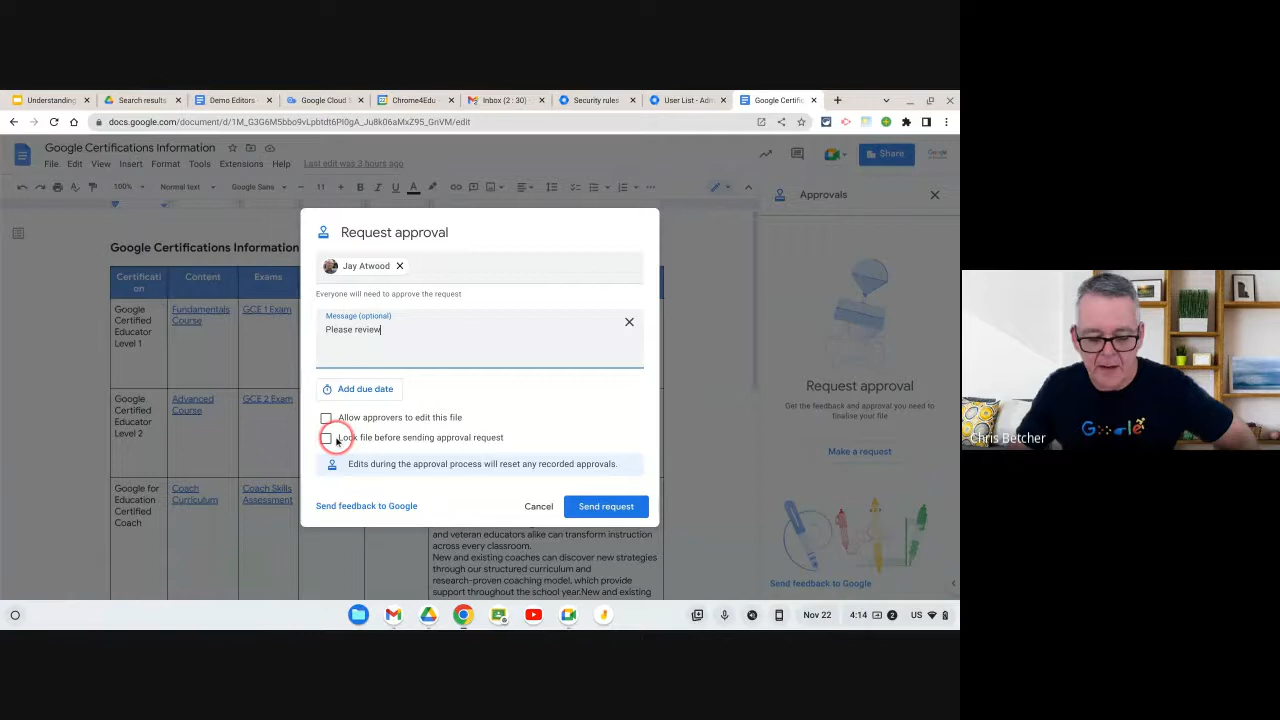 Understanding
Search results
Demo Editors -
Google Cloud S
Chrome4Edu -
Inbox (2 : 30) -
Security rules
User List - Adm
Google Certific
docs.google.com/document/d/1M_G3G6M5bbo9vLpbtdt6PI0gA_Ju8k06aMxZ95_GnVM/edit
Google Certifications Information
File Edit View Insert Format Tools Extensions Help Last edit was 3 hours ago
Share
100% Normal text Google Sans 11
Approvals
Google Certifications Information
Certificati
on
Content
Exams
Google
Certified
Educator
Level 1
Fundamentals
Course
GCE 1 Exam
Google
Certified
Educator
Level 2
Advanced
Course
GCE 2 Exam
Google for
Education
Certified
Coach
Coach
Curriculum
Coach Skills
Assessment
and veteran educators alike can transform instruction
across every classroom.
New and existing coaches can discover new strategies
through our structured curriculum and
research-proven coaching model, which provide
support throughout the school year.New and existing
Request approval
Jay Atwood
Everyone will need to approve the request
Message (optional)
Please review
Add due date
Allow approvers to edit this file
Lock file before sending approval request
Edits during the approval process will reset any recorded approvals.
Send feedback to Google
Cancel
Send request
Request approval
Get the feedback and approval you need to
finalise your file
Make a request
Send feedback to Google
Nov 22
4:14
2
US
Google
Chris Betcher